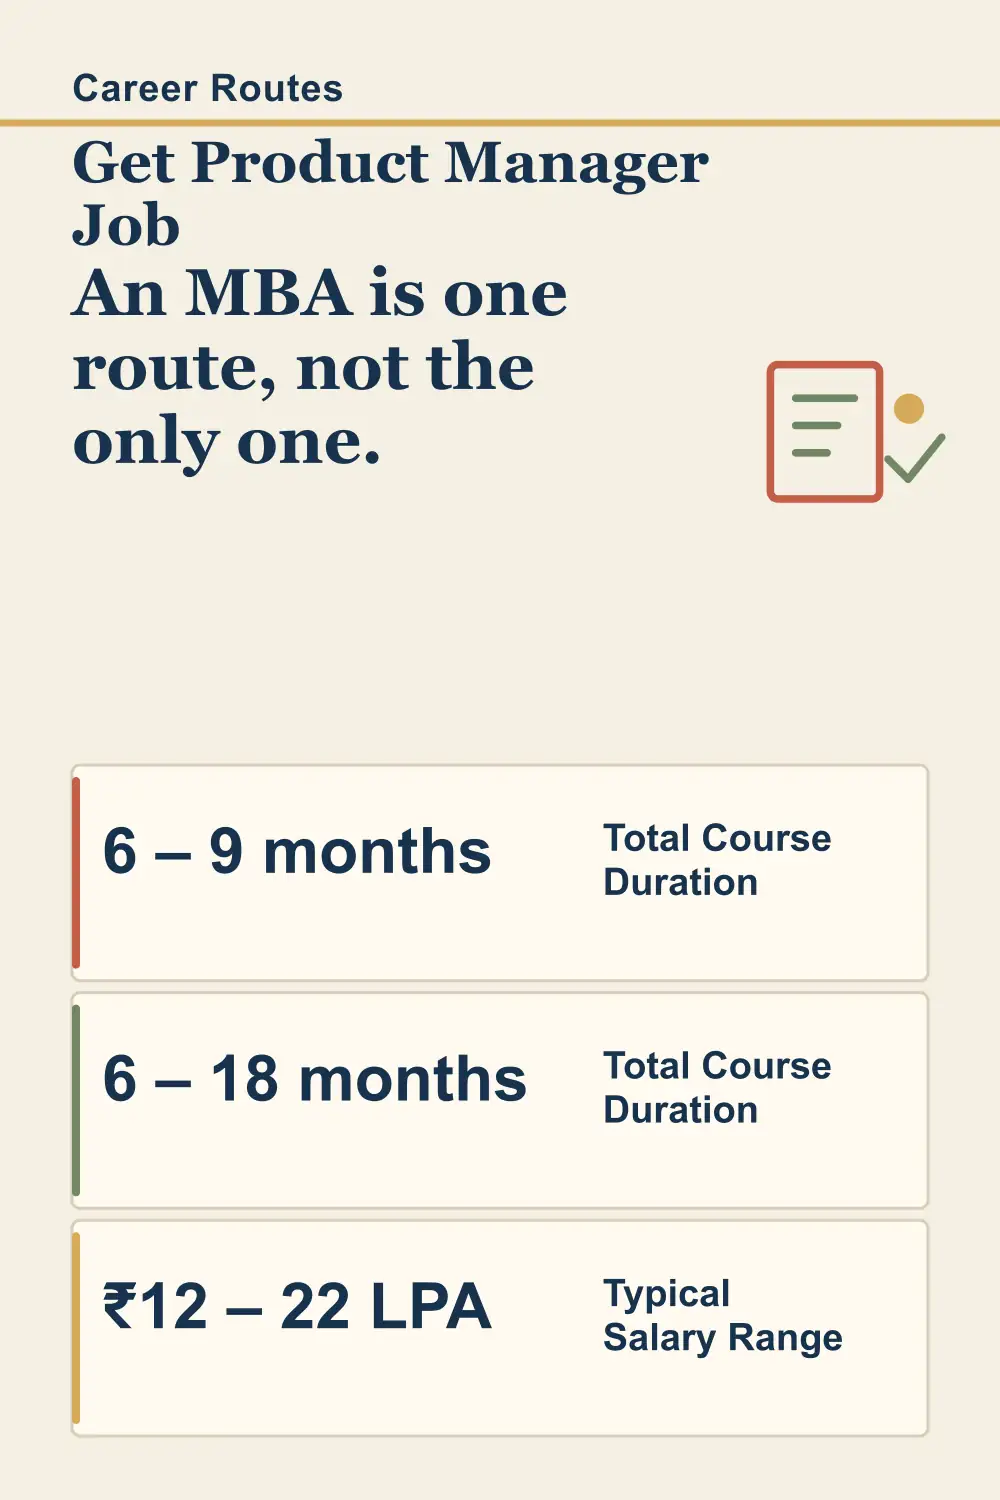 Career Routes
Get Product Manager
Job
An MBA is one
route, not the
only one.
6 – 9 months
Total Course
Duration
6 – 18 months
Total Course
Duration
₹12 – 22 LPA
Typical
Salary Range